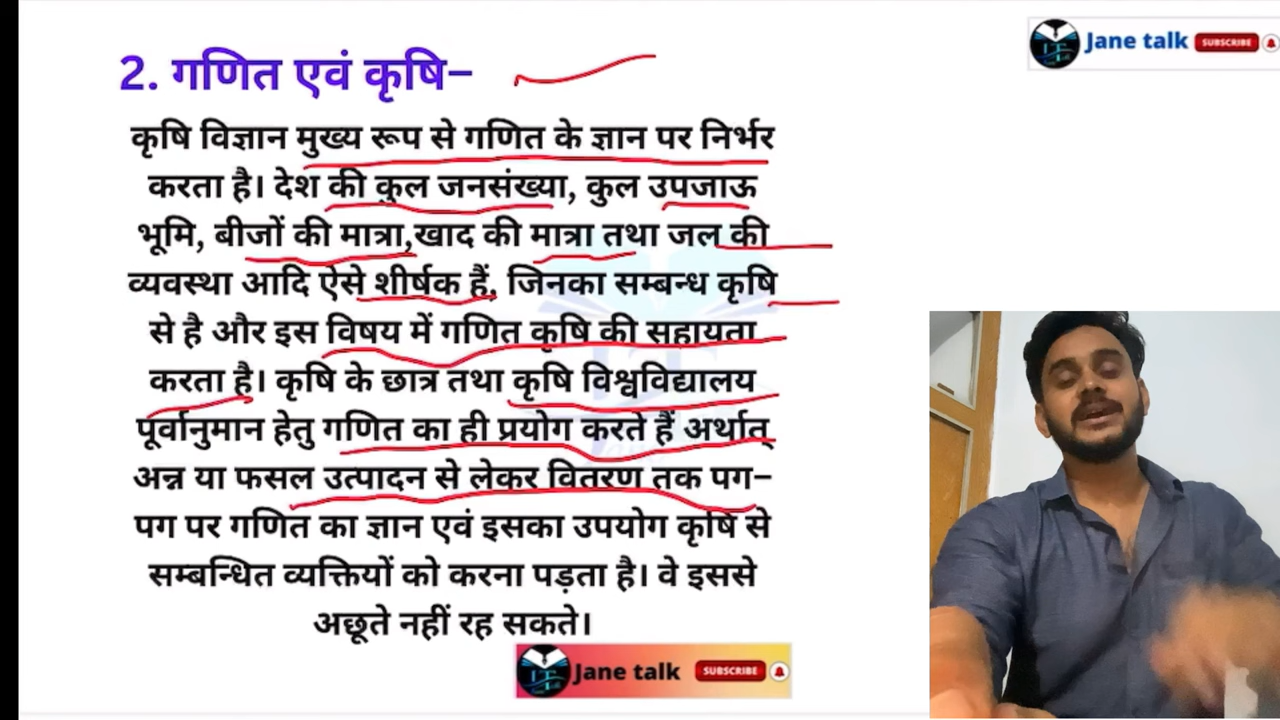 2. गणित एवं कृषि–
Jane talk SUBSCRIBE
कृषि विज्ञान मुख्य रूप से गणित के ज्ञान पर निर्भर
करता है। देश की कुल जनसंख्या, कुल उपजाऊ
भूमि, बीजों की मात्रा,खाद की मात्रा तथा जल की
व्यवस्था आदि ऐसे शीर्षक हैं, जिनका सम्बन्ध कृषि
से है और इस विषय में गणित कृषि की सहायता
करता है। कृषि के छात्र तथा कृषि विश्वविद्यालय
पूर्वानुमान हेतु गणित का ही प्रयोग करते हैं अर्थात्
अन्न या फसल उत्पादन से लेकर वितरण तक पग–
पग पर गणित का ज्ञान एवं इसका उपयोग कृषि से
सम्बन्धित व्यक्तियों को करना पड़ता है। वे इससे
अछूते नहीं रह सकते।
Jane talk SUBSCRIBE